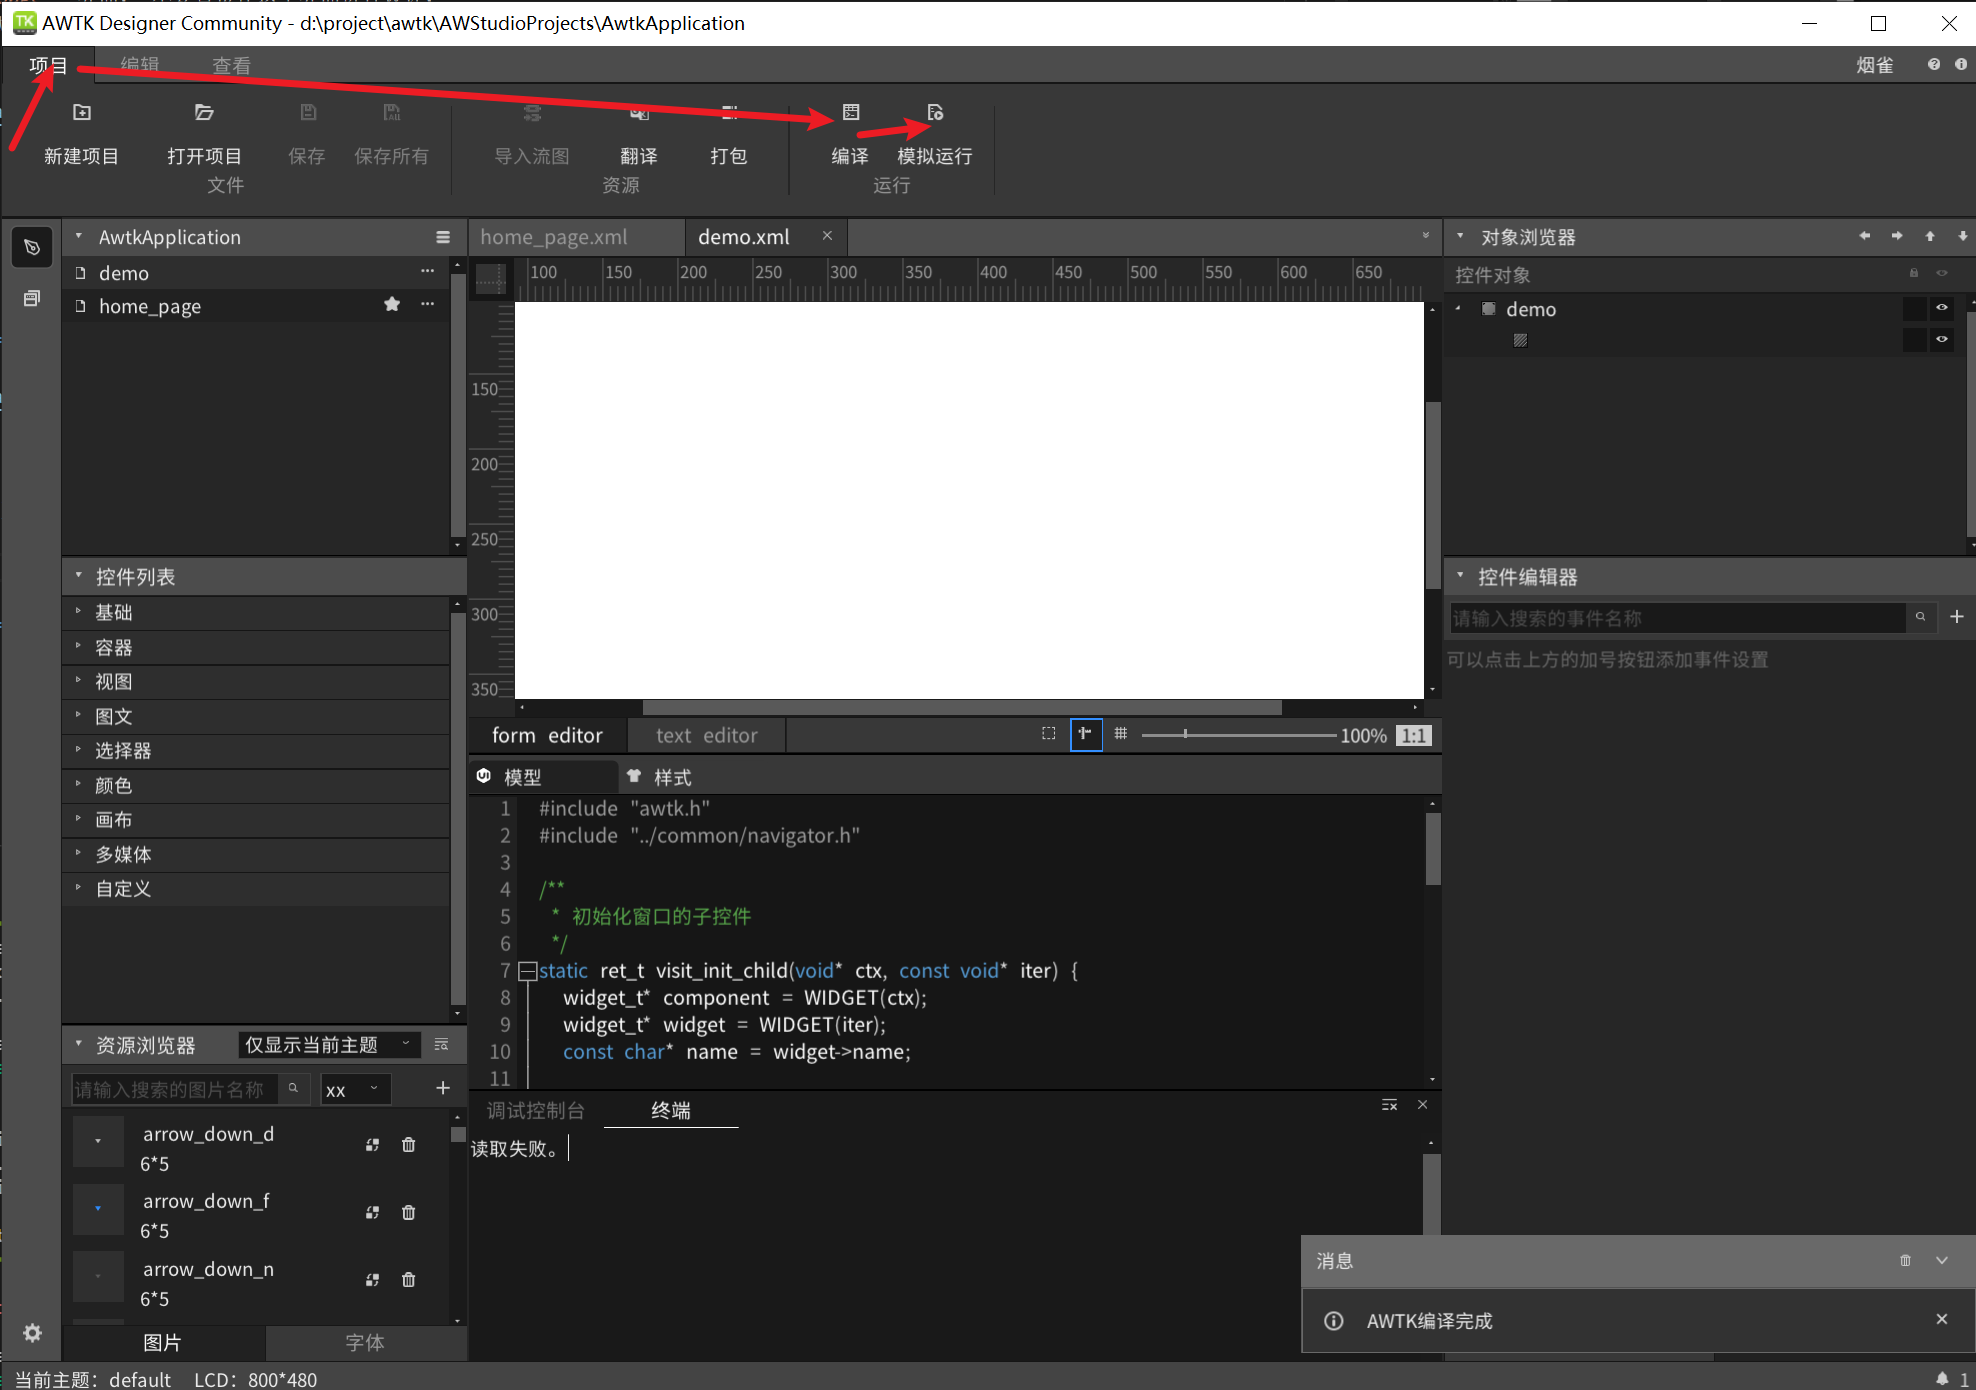 AWTK Designer Community - d:\project\awtk\AWStudioProjects\AwtkApplication
项目 编辑 查看 烟雀
新建项目 打开项目 保存 保存所有 导入流图 翻译 打包 编译 模拟运行
文件 资源 运行
AwtkApplication
demo
home_page
控件列表
基础
容器
视图
图文
选择器
颜色
画布
多媒体
自定义
资源浏览器 仅显示当前主题
请输入搜索的图片名称 xx
arrow_down_d
6*5
arrow_down_f
6*5
arrow_down_n
6*5
图片 字体
home_page.xml demo.xml
100 150 200 250 300 350 400 450 500 550 600 650
150
200
250
300
350
form editor text editor 100% 1:1
模型 样式
1 #include "awtk.h"
2 #include "../common/navigator.h"
3
4 /**
5 * 初始化窗口的子控件
6 */
7 static ret_t visit_init_child(void* ctx, const void* iter) {
8 widget_t* component = WIDGET(ctx);
9 widget_t* widget = WIDGET(iter);
10 const char* name = widget->name;
11
调试控制台 终端
读取失败。
对象浏览器
控件对象
demo
控件编辑器
请输入搜索的事件名称
可以点击上方的加号按钮添加事件设置
消息
AWTK编译完成
当前主题：default LCD：800*480 1